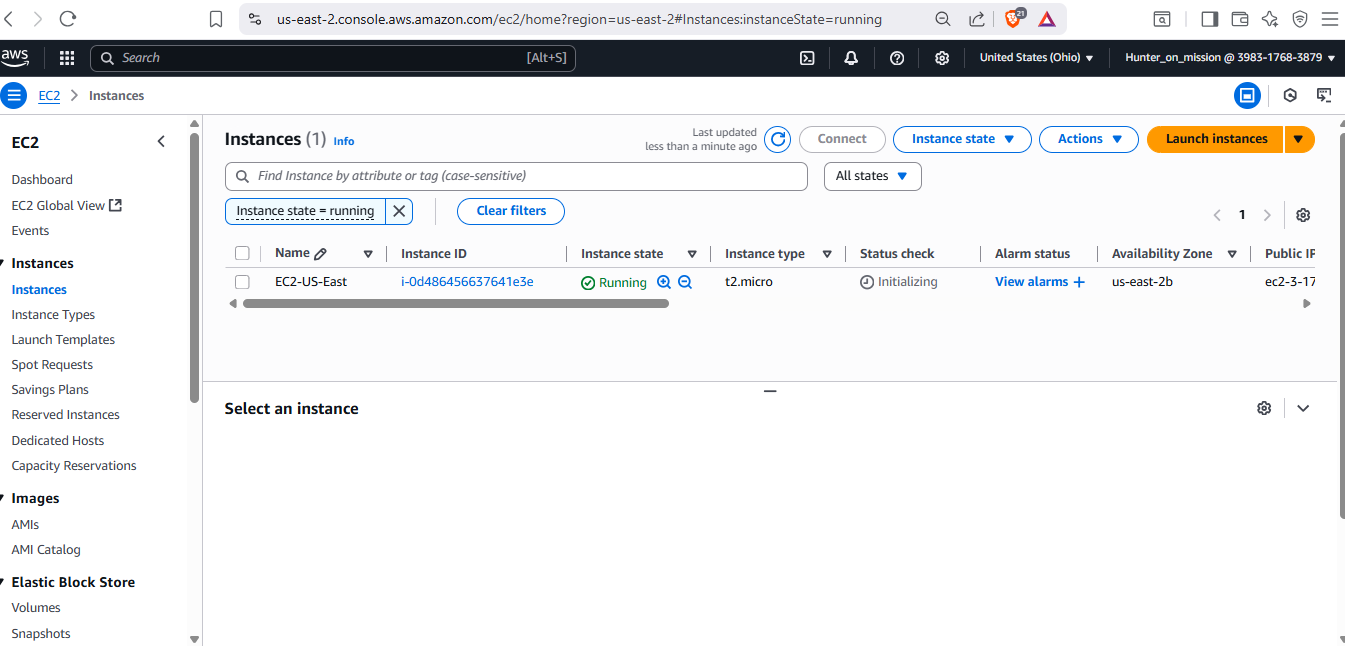 us-east-2.console.aws.amazon.com/ec2/home?region=us-east-2#Instances:instanceState=running
21
aws
Search
[Alt+S]
United States (Ohio)
Hunter_on_mission @ 3983-1768-3879
EC2
Instances
EC2
Dashboard
EC2 Global View
Events
Instances
Instances
Instance Types
Launch Templates
Spot Requests
Savings Plans
Reserved Instances
Dedicated Hosts
Capacity Reservations
Images
AMIs
AMI Catalog
Elastic Block Store
Volumes
Snapshots
Instances (1) Info
Last updated
less than a minute ago
Connect
Instance state
Actions
Launch instances
Find Instance by attribute or tag (case-sensitive)
All states
Instance state = running
Clear filters
1
Name Instance ID Instance state Instance type Status check Alarm status Availability Zone Public IP
EC2-US-East i-0d486456637641e3e Running t2.micro Initializing View alarms + us-east-2b ec2-3-17
Select an instance